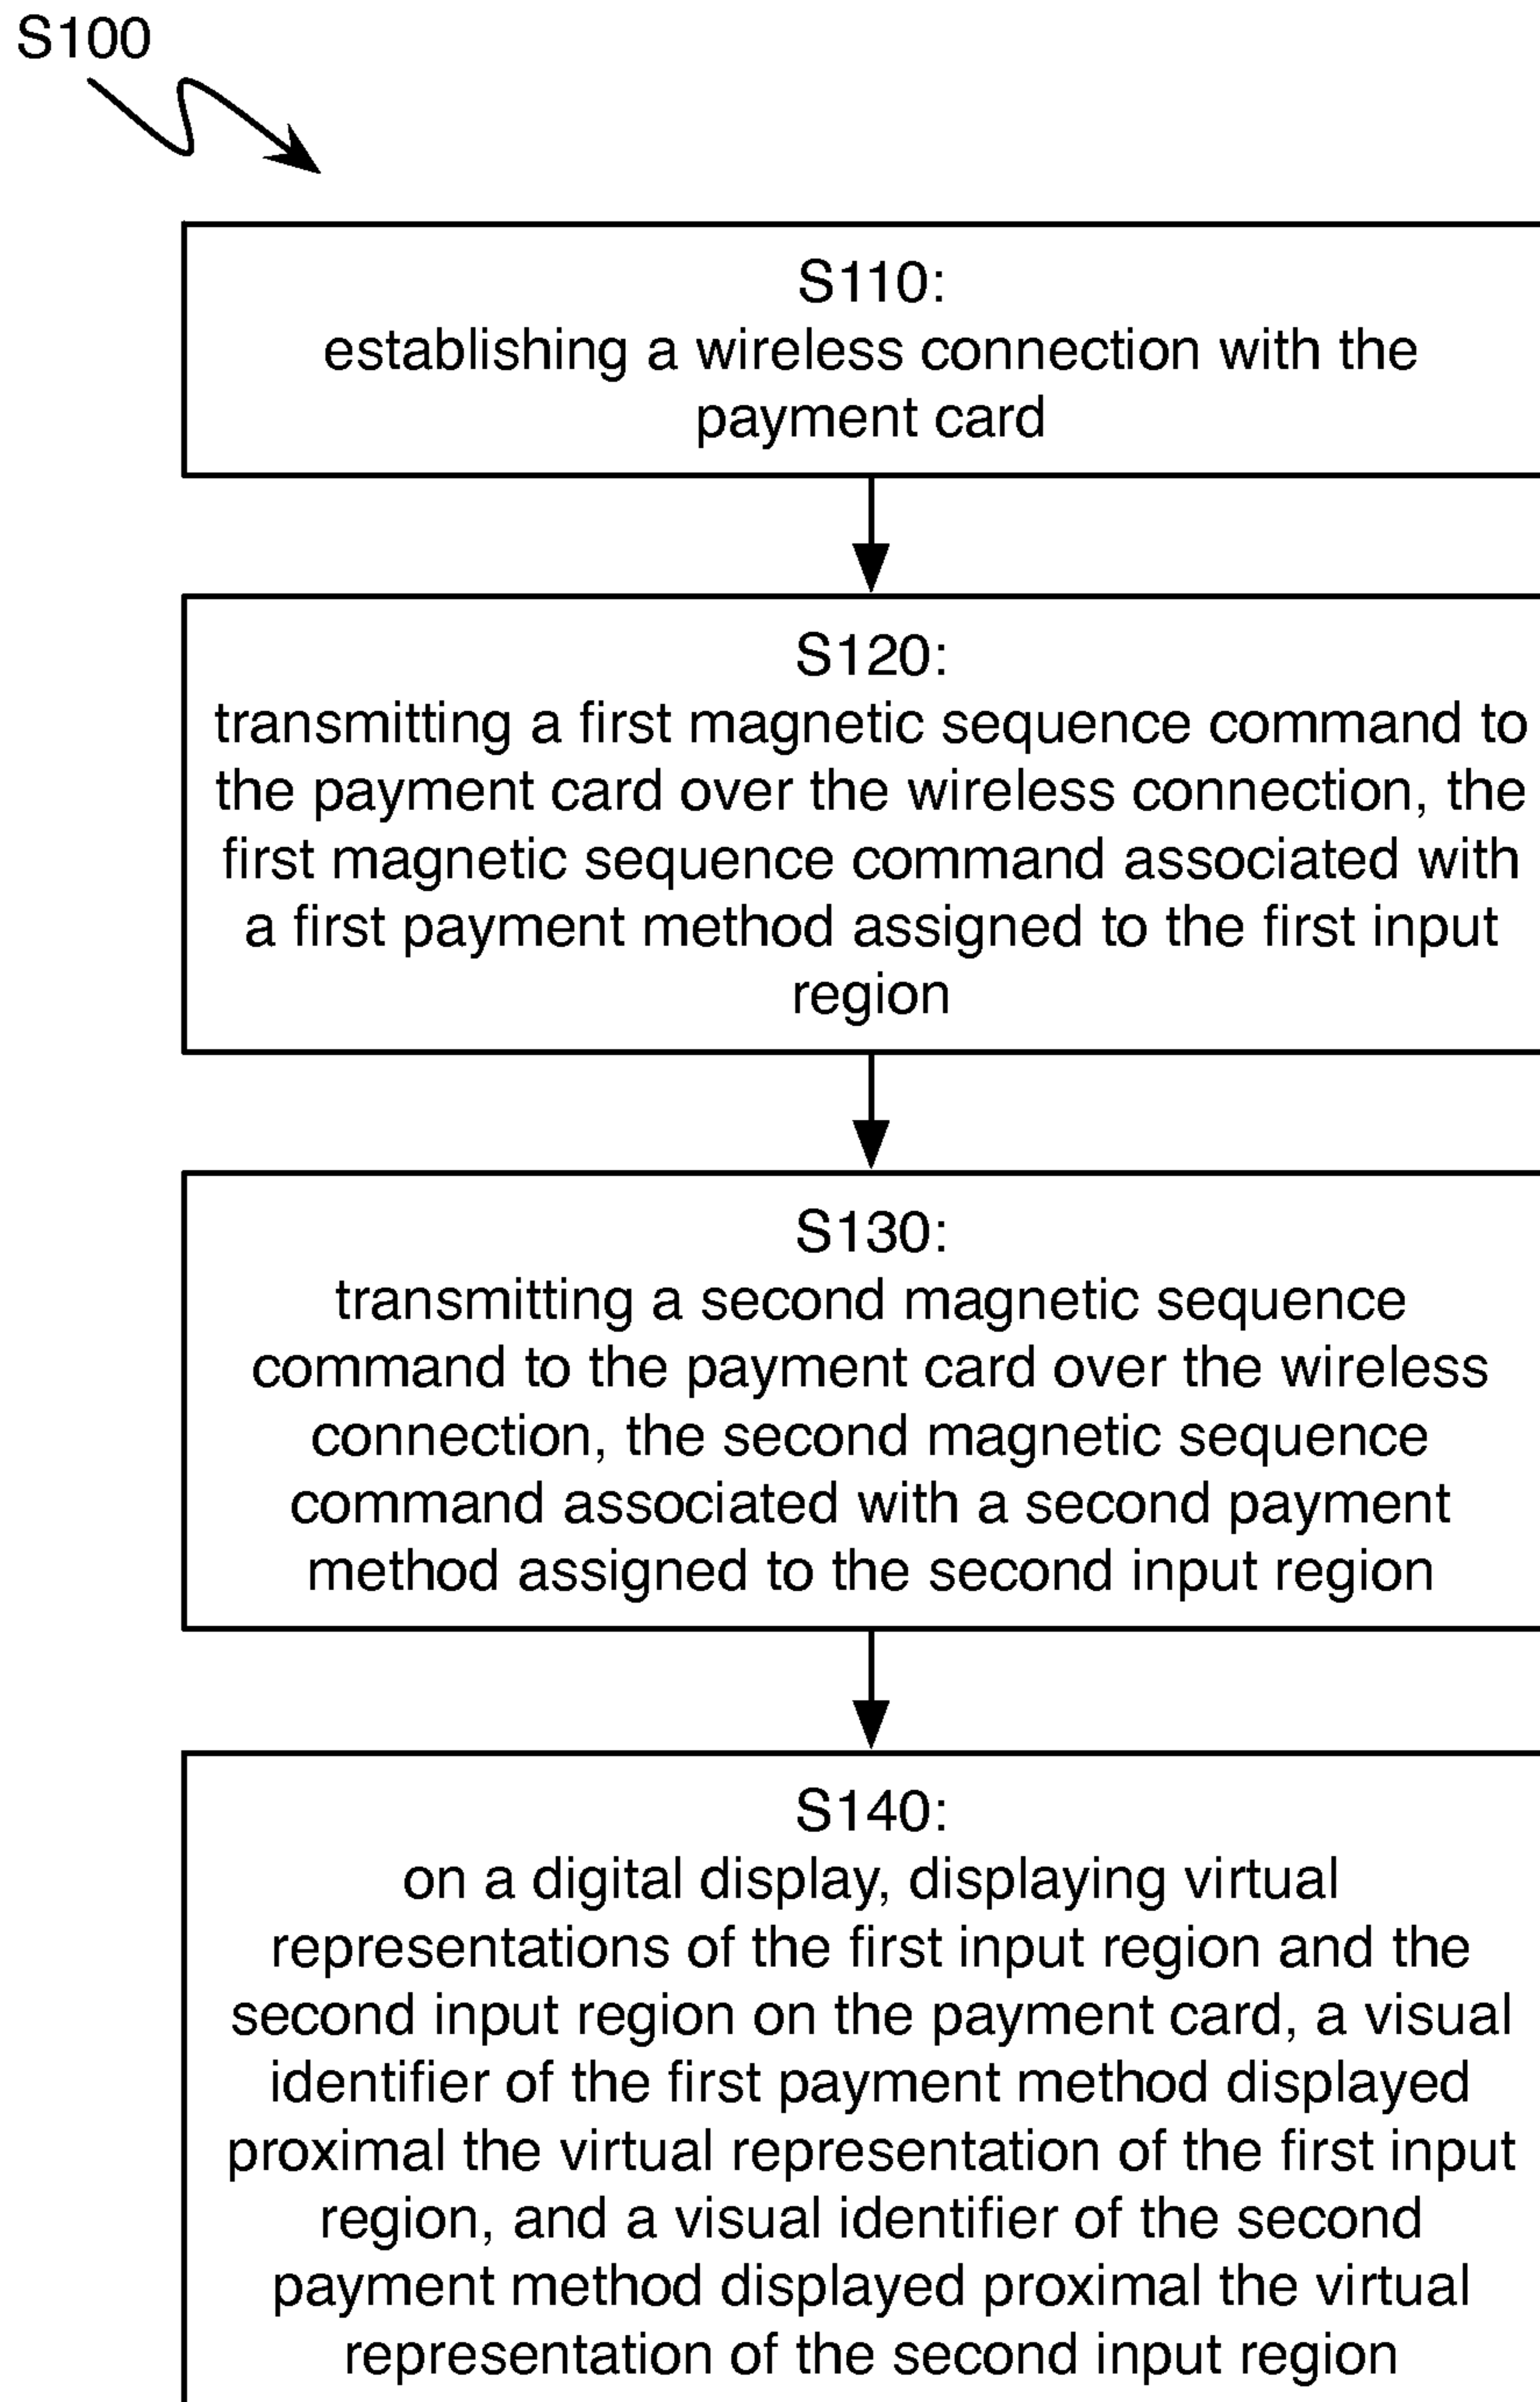 S100
S110:
establishing a wireless connection with the
payment card
S120:
transmitting a first magnetic sequence command to
the payment card over the wireless connection, the
first magnetic sequence command associated with
a first payment method assigned to the first input
region
S130:
transmitting a second magnetic sequence
command to the payment card over the wireless
connection, the second magnetic sequence
command associated with a second payment
method assigned to the second input region
S140:
on a digital display, displaying virtual
representations of the first input region and the
second input region on the payment card, a visual
identifier of the first payment method displayed
proximal the virtual representation of the first input
region, and a visual identifier of the second
payment method displayed proximal the virtual
representation of the second input region